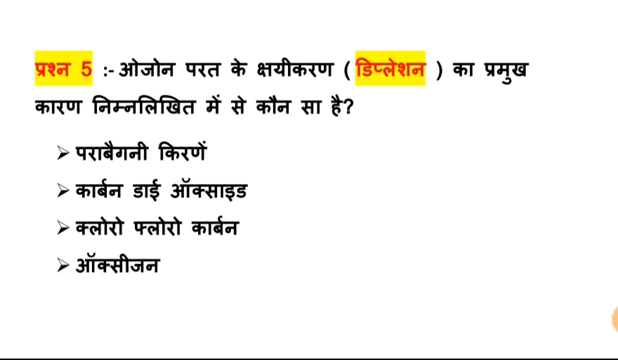 प्रश्न 5 :- ओजोन परत के क्षयीकरण ( डिप्लेशन ) का प्रमुख
कारण निम्नलिखित में से कौन सा है?
➢ पराबैगनी किरणें
➢ कार्बन डाई ऑक्साइड
➢ क्लोरो फ्लोरो कार्बन
➢ ऑक्सीजन